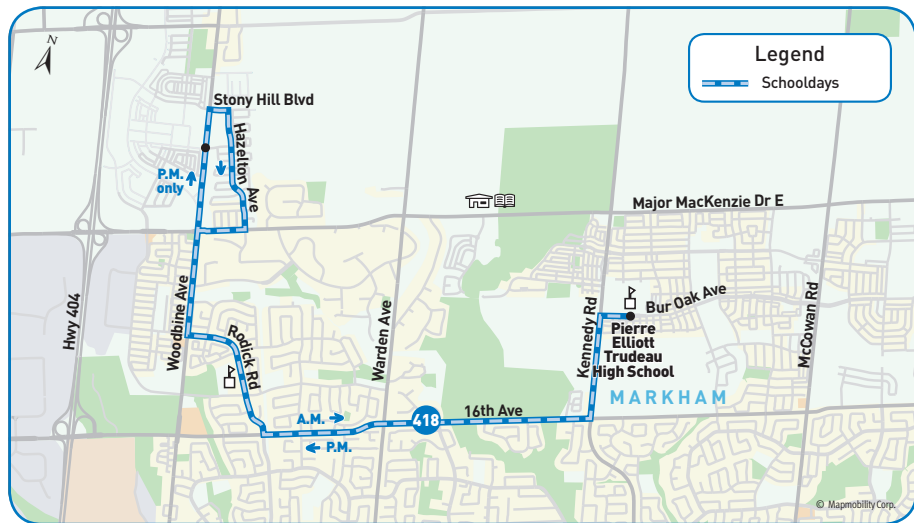 N
Legend
Schooldays
Stony Hill Blvd
Hazelton
Ave
P.M.
only
Major MacKenzie Dr E
Hwy 404
Woodbine Ave
Rodick Rd
Warden Ave
Kennedy Rd
Bur Oak Ave
McCowan Rd
Pierre
Elliott
Trudeau
High School
MARKHAM
A.M.
418
16th Ave
P.M.
© Mapmobility Corp.